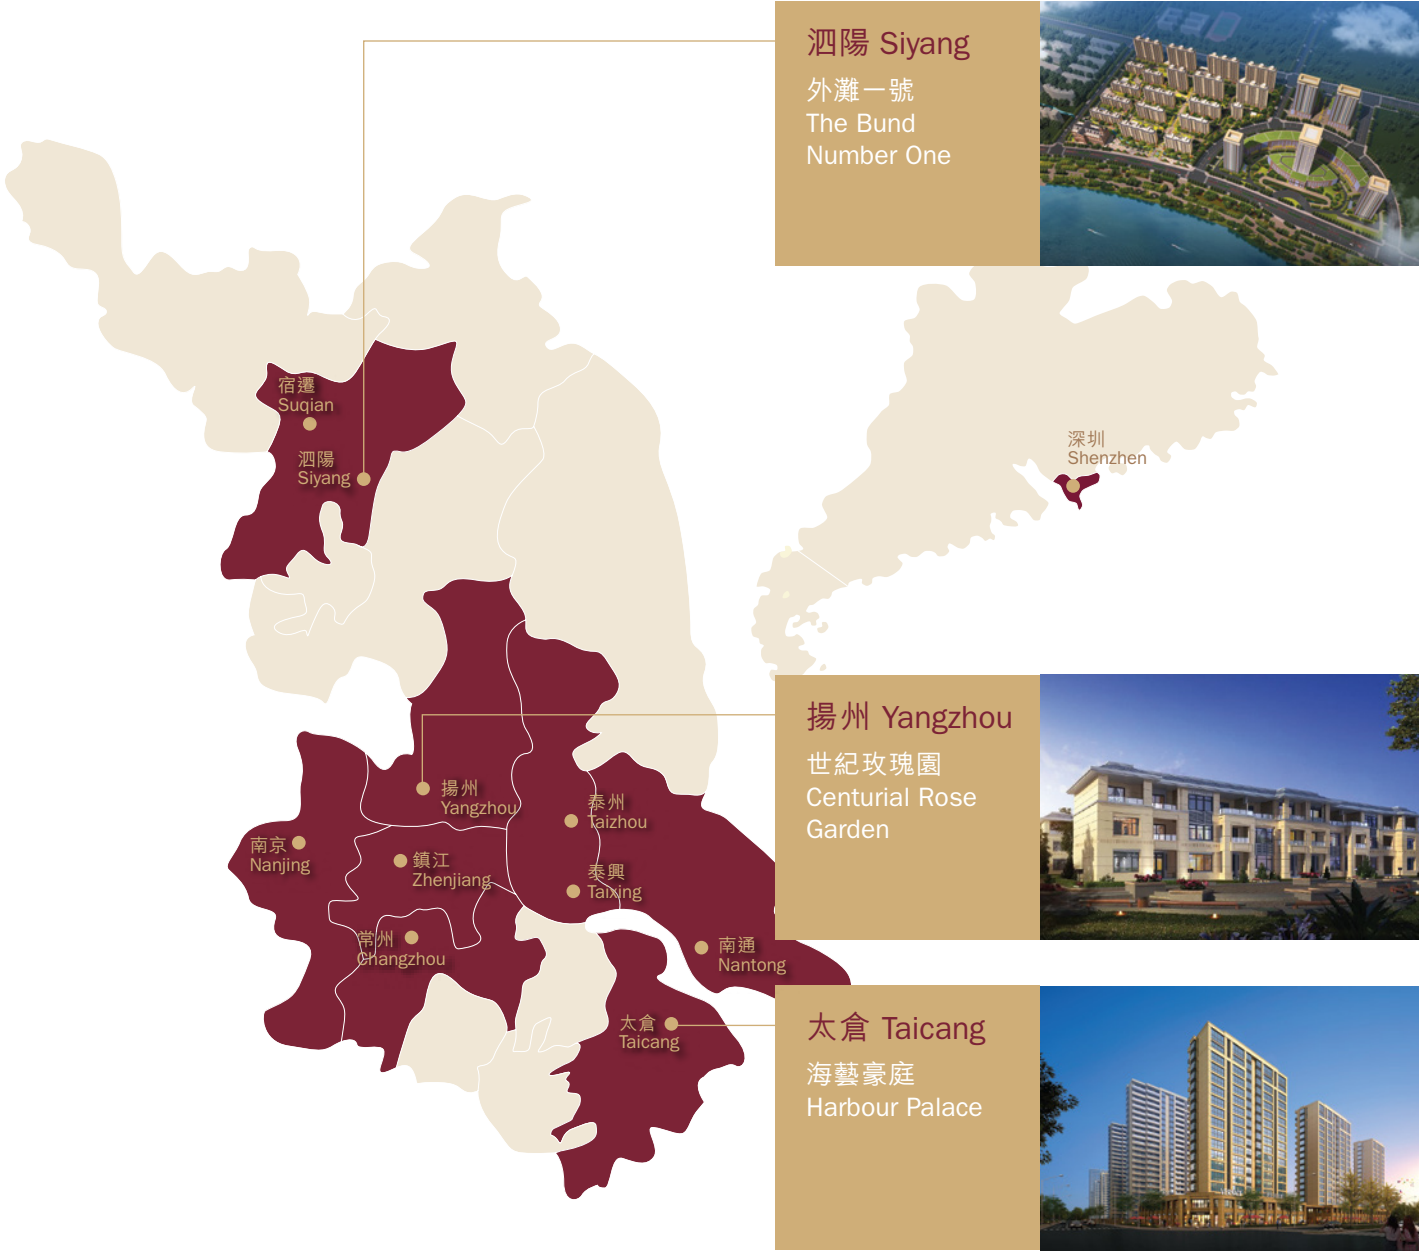 泗陽 Siyang
外灘一號
The Bund
Number One
宿遷
Suqian
泗陽
Siyang
深圳
Shenzhen
揚州 Yangzhou
世紀玫瑰園
Centurial Rose
Garden
揚州
Yangzhou
泰州
Taizhou
南京
Nanjing
鎮江
Zhenjiang
泰興
Taixing
常州
Changzhou
南通
Nantong
太倉
Taicang
太倉 Taicang
海藝豪庭
Harbour Palace